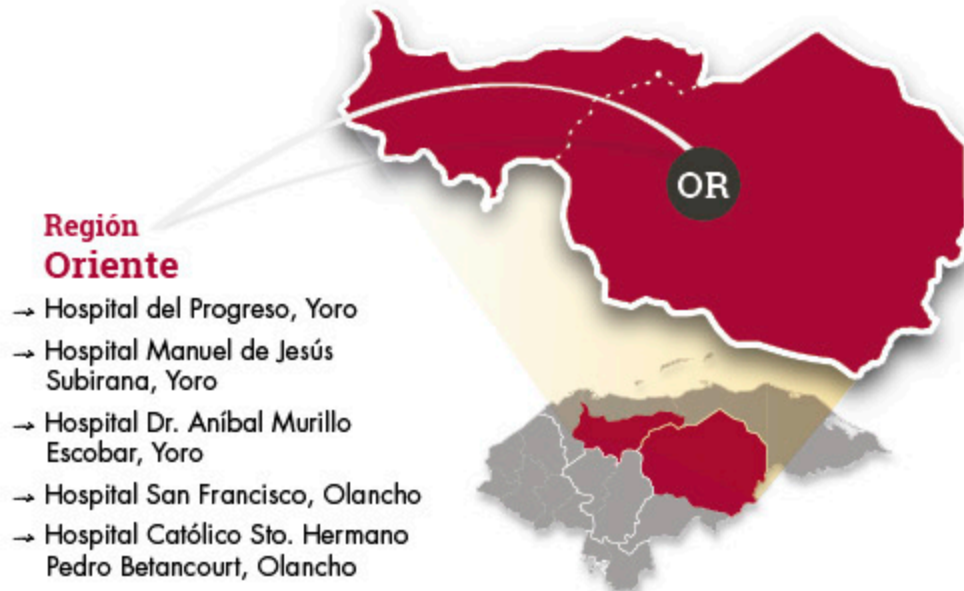 OR
Región
Oriente
→ Hospital del Progreso, Yoro
→ Hospital Manuel de Jesús
Subirana, Yoro
→ Hospital Dr. Aníbal Murillo
Escobar, Yoro
→ Hospital San Francisco, Olancho
→ Hospital Católico Sto. Hermano
Pedro Betancourt, Olancho